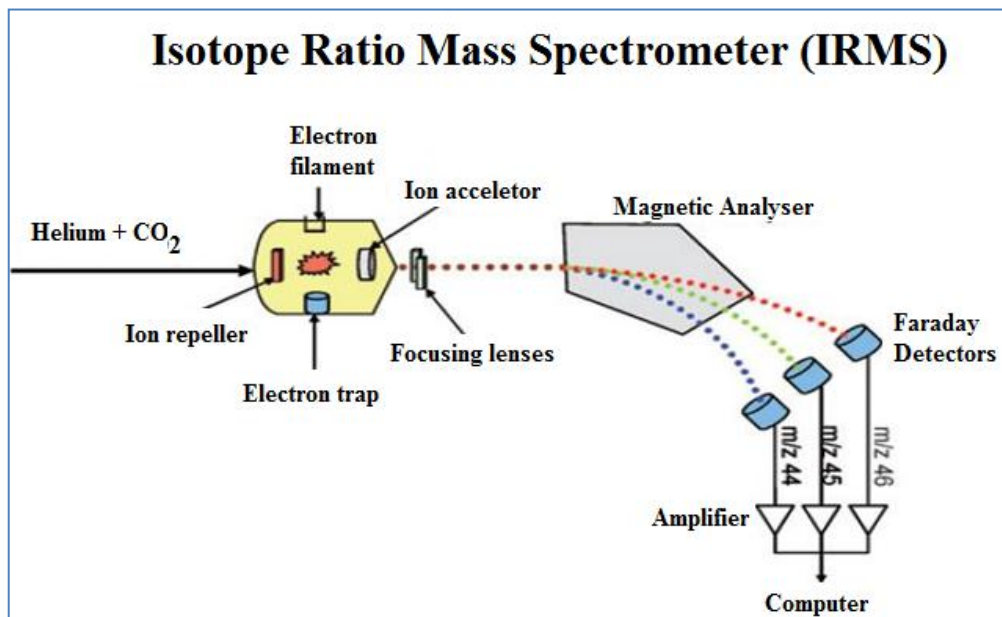 Isotope Ratio Mass Spectrometer (IRMS)
Electron
filament
Ion acceletor
Magnetic Analyser
Helium + CO2
Ion repeller
Focusing lenses
Faraday
Detectors
Electron trap
m/z 44
m/z 45
m/z 46
Amplifier
Computer